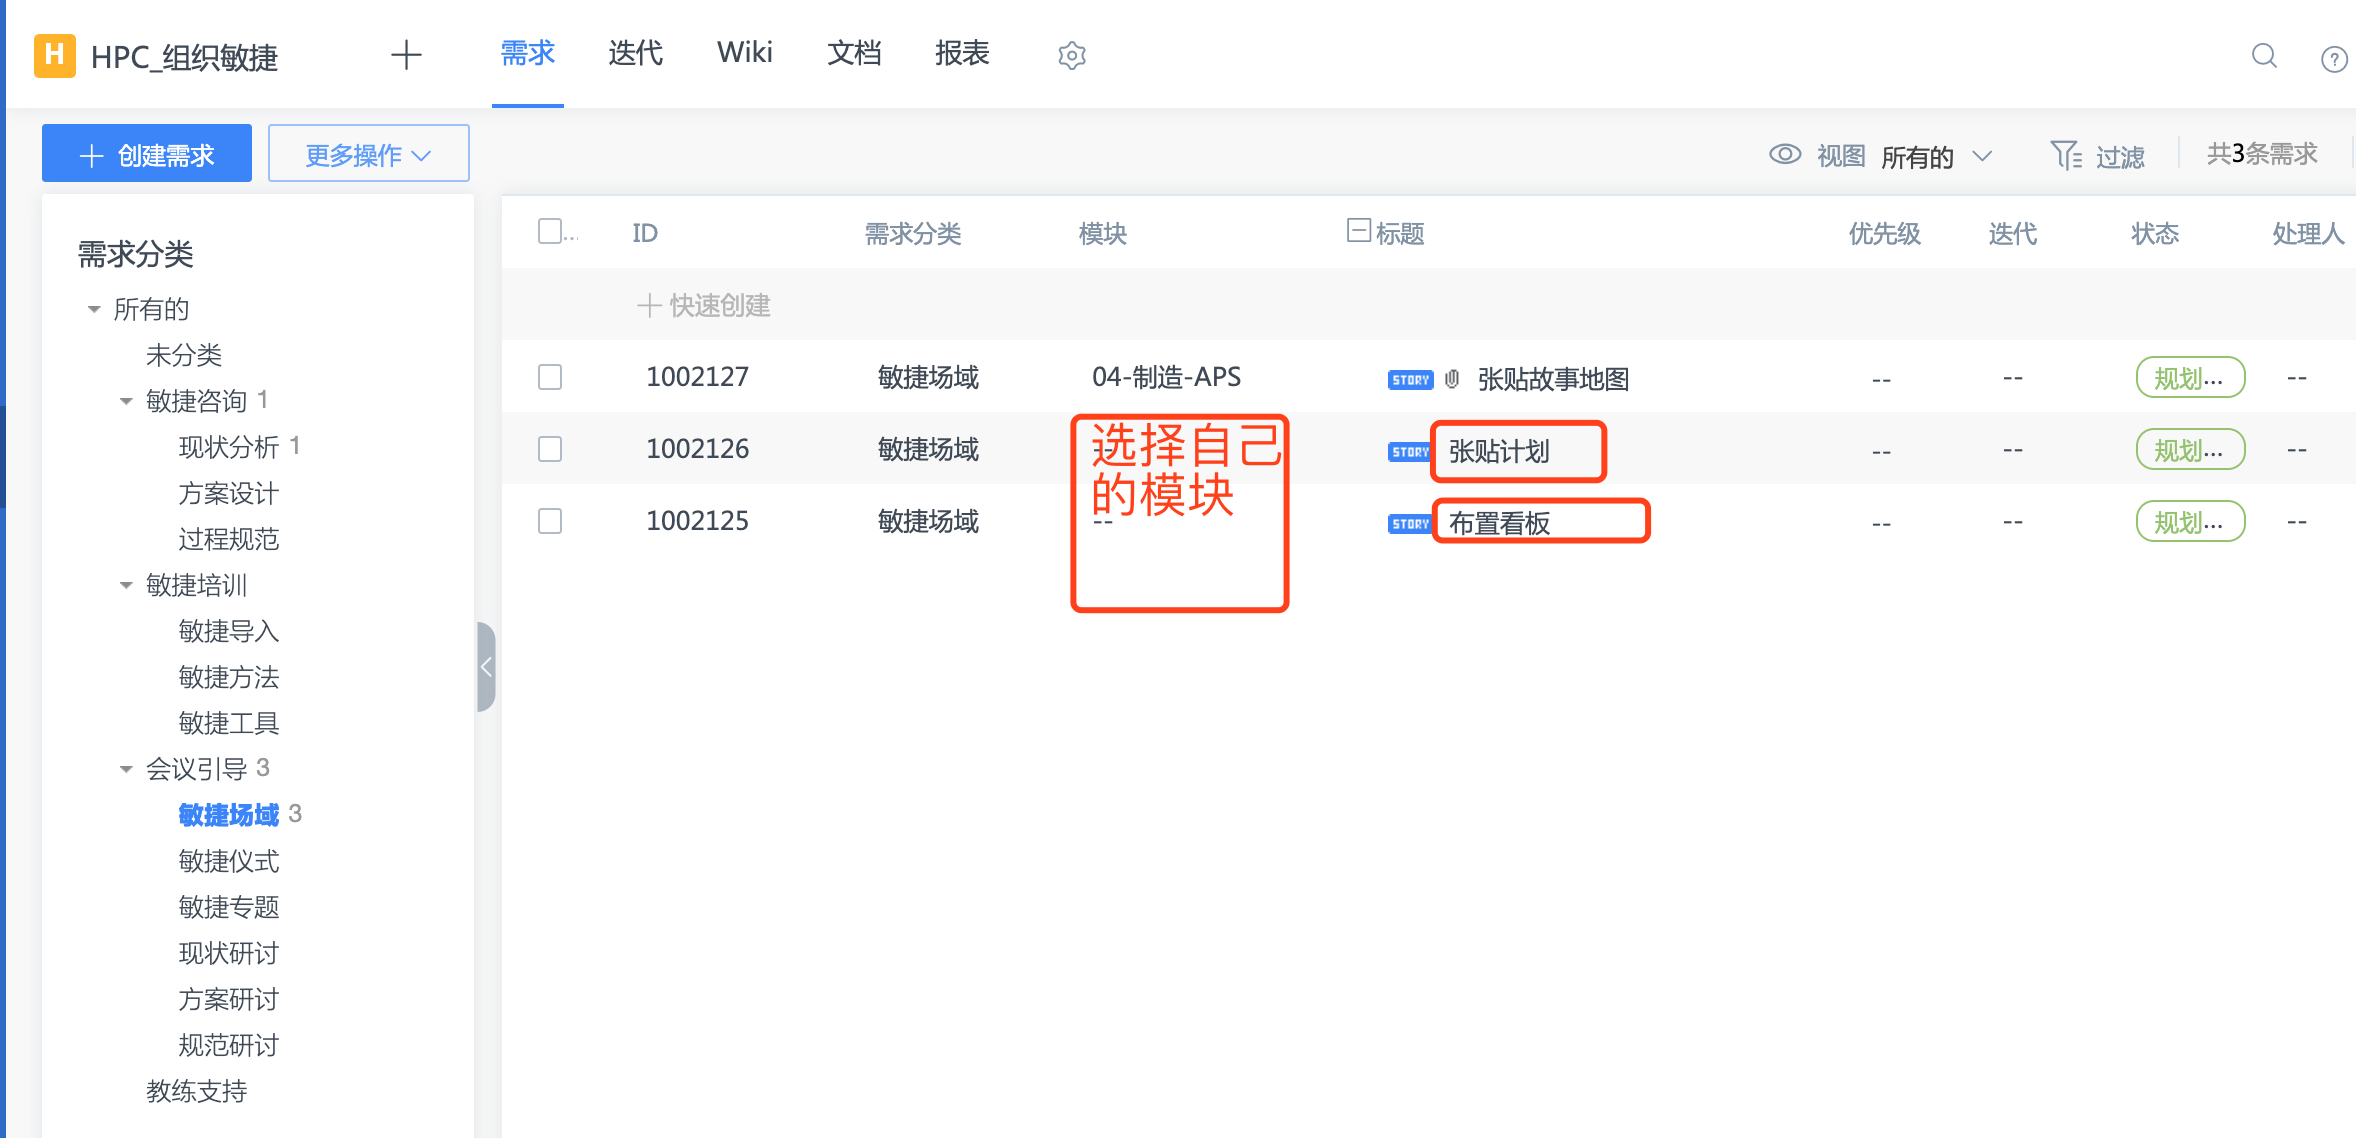 H HPC_组织敏捷 需求 迭代 Wiki 文档 报表 ?
创建需求 更多操作 视图 所有的 过滤 共3条需求
需求分类
所有的
未分类
敏捷咨询 1
现状分析 1
方案设计
过程规范
敏捷培训
敏捷导入
敏捷方法
敏捷工具
会议引导 3
敏捷场域 3
敏捷仪式
敏捷专题
现状研讨
方案研讨
规范研讨
教练支持
... ID 需求分类 模块 标题 优先级 迭代 状态 处理人
快速创建
1002127 敏捷场域 04-制造-APS STORY 张贴故事地图 -- -- 规划... --
1002126 敏捷场域 -- STORY 张贴计划 -- -- 规划... --
1002125 敏捷场域 -- STORY 布置看板 -- -- 规划... --
选择自己
的模块